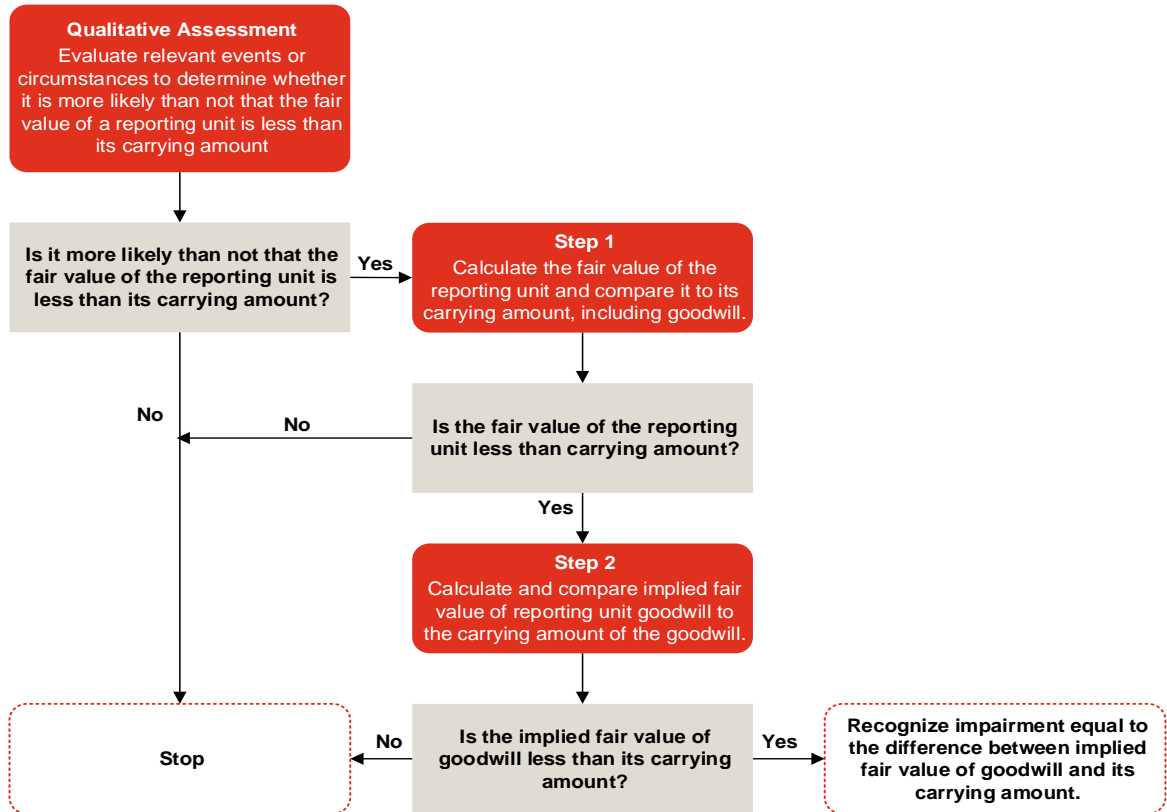 Qualitative Assessment
Evaluate relevant events or
circumstances to determine whether
it is more likely than not that the fair
value of a reporting unit is less than
its carrying amount
Is it more likely than not that the
fair value of the reporting unit is
less than its carrying amount?
Yes
Step 1
Calculate the fair value of the
reporting unit and compare it to its
carrying amount, including goodwill.
No
No
Is the fair value of the reporting
unit less than carrying amount?
Yes
Step 2
Calculate and compare implied fair
value of reporting unit goodwill to
the carrying amount of the goodwill.
Stop
No
Is the implied fair value of
goodwill less than its carrying
amount?
Yes
Recognize impairment equal to
the difference between implied
fair value of goodwill and its
carrying amount.